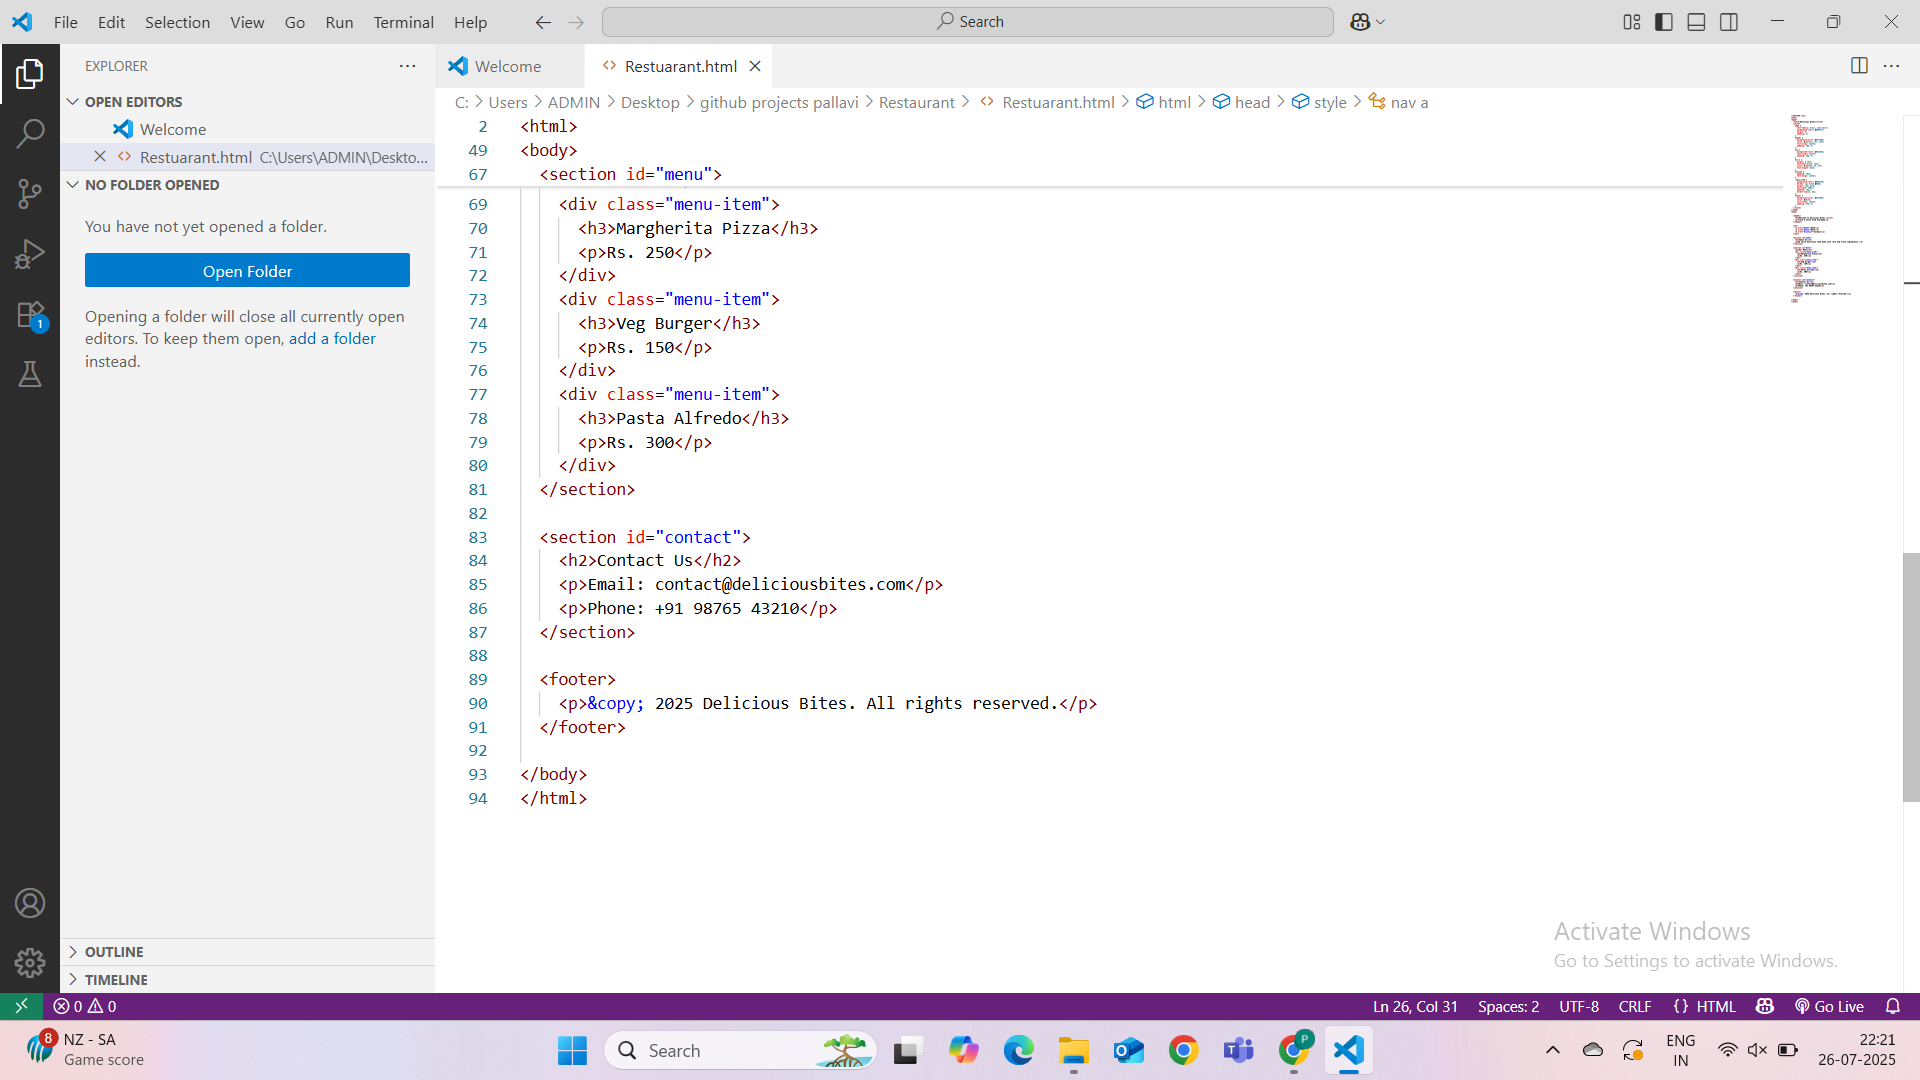 File Edit Selection View Go Run Terminal Help
Search
EXPLORER
OPEN EDITORS
Welcome
Restuarant.html C:\Users\ADMIN\Deskto...
NO FOLDER OPENED
You have not yet opened a folder.
Open Folder
Opening a folder will close all currently open
editors. To keep them open, add a folder
instead.
OUTLINE
TIMELINE
1
Welcome
Restuarant.html
C: > Users > ADMIN > Desktop > github projects pallavi > Restaurant > Restuarant.html > html > head > style > nav a
2 <html>
49 <body>
67 <section id="menu">
69 <div class="menu-item">
70 <h3>Margherita Pizza</h3>
71 <p>Rs. 250</p>
72 </div>
73 <div class="menu-item">
74 <h3>Veg Burger</h3>
75 <p>Rs. 150</p>
76 </div>
77 <div class="menu-item">
78 <h3>Pasta Alfredo</h3>
79 <p>Rs. 300</p>
80 </div>
81 </section>
82
83 <section id="contact">
84 <h2>Contact Us</h2>
85 <p>Email: contact@deliciousbites.com</p>
86 <p>Phone: +91 98765 43210</p>
87 </section>
88
89 <footer>
90 <p>&copy; 2025 Delicious Bites. All rights reserved.</p>
91 </footer>
92
93 </body>
94 </html>
Activate Windows
Go to Settings to activate Windows.
0 0
Ln 26, Col 31 Spaces: 2 UTF-8 CRLF {} HTML Go Live
8
NZ - SA
Game score
Search
P
ENG
IN
22:21
26-07-2025